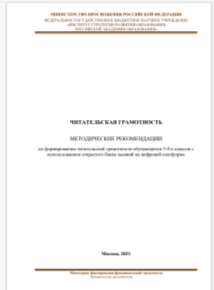 МИНИСТЕРСТВО ПРОСВЕЩЕНИЯ РОССИЙСКОЙ ФЕДЕРАЦИИ
ФЕДЕРАЛЬНОЕ ГОСУДАРСТВЕННОЕ БЮДЖЕТНОЕ НАУЧНОЕ УЧРЕЖДЕНИЕ
«ИНСТИТУТ СТРАТЕГИИ РАЗВИТИЯ ОБРАЗОВАНИЯ
РОССИЙСКОЙ АКАДЕМИИ ОБРАЗОВАНИЯ»
ЧИТАТЕЛЬСКАЯ ГРАМОТНОСТЬ
МЕТОДИЧЕСКИЕ РЕКОМЕНДАЦИИ
по формированию читательской грамотности обучающихся 5-9-х классов с
использованием открытого банка заданий на цифровой платформе
Москва, 2021
Мониторинг формирования функциональной грамотности